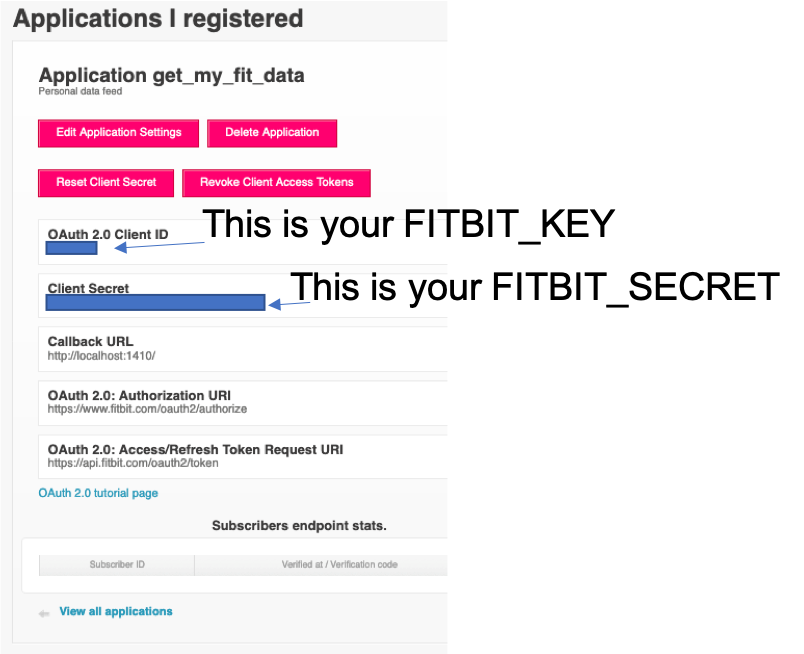 Applications I registered
Application get_my_fit_data
Personal data feed
Edit Application Settings
Delete Application
Reset Client Secret
Revoke Client Access Tokens
OAuth 2.0 Client ID
This is your FITBIT_KEY
Client Secret
This is your FITBIT_SECRET
Callback URL
http://localhost:1410/
OAuth 2.0: Authorization URI
https://www.fitbit.com/oauth2/authorize
OAuth 2.0: Access/Refresh Token Request URI
https://api.fitbit.com/oauth2/token
OAuth 2.0 tutorial page
Subscribers endpoint stats.
Subscriber ID
Verified at / Verification code
View all applications